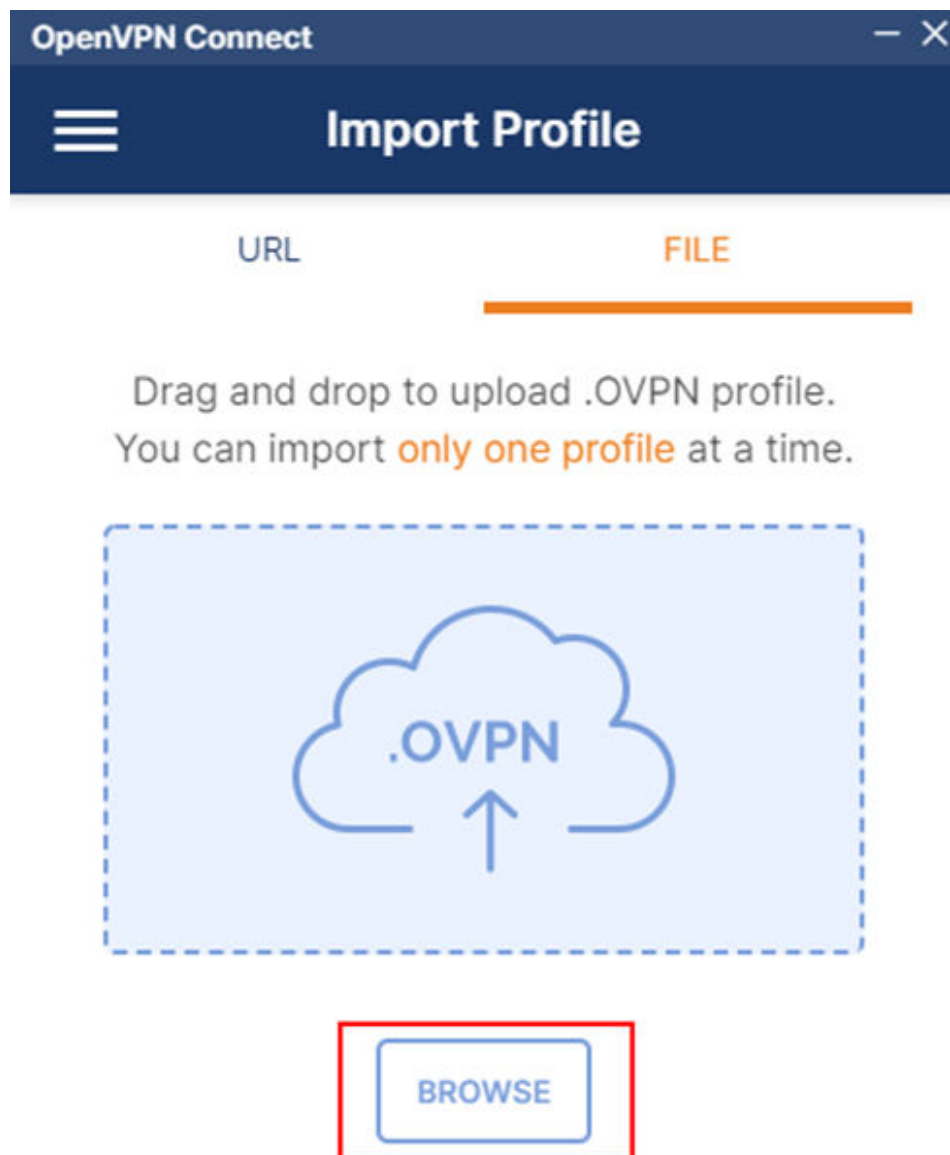 OpenVPN Connect
Import Profile
URL
FILE
Drag and drop to upload .OVPN profile.
You can import only one profile at a time.
.OVPN
BROWSE